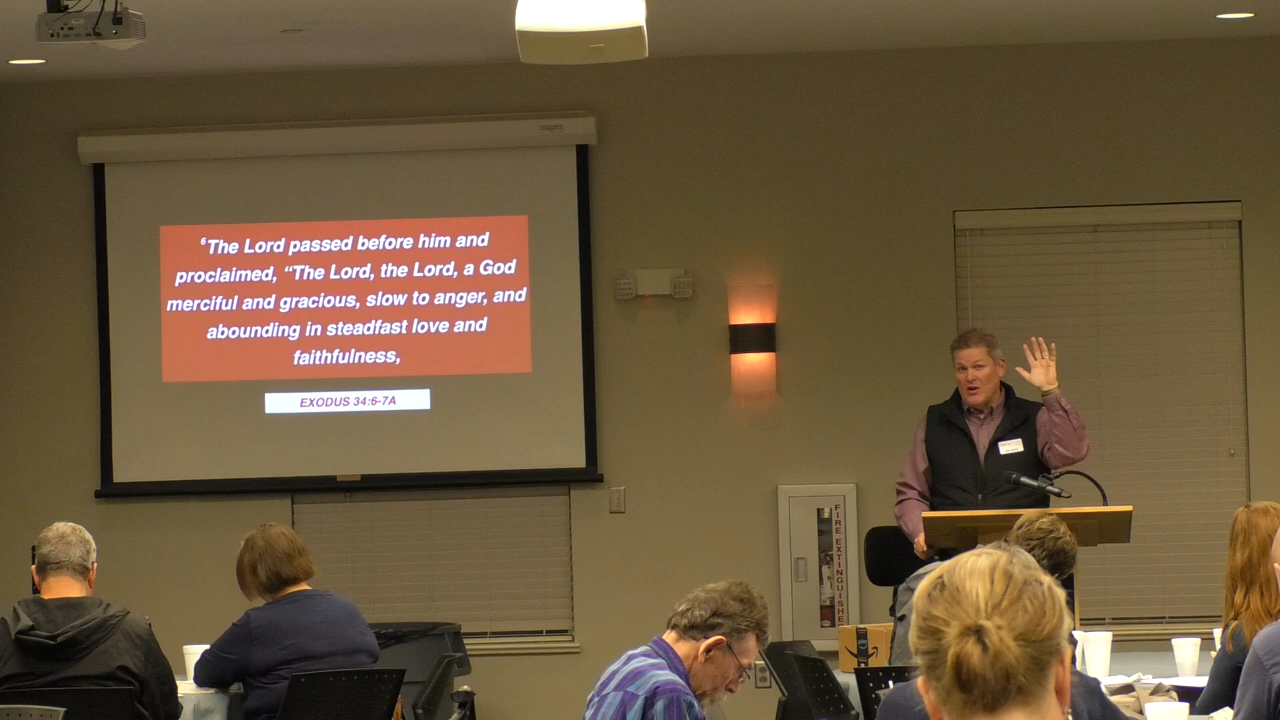 ⁶The Lord passed before him and
proclaimed, “The Lord, the Lord, a God
merciful and gracious, slow to anger, and
abounding in steadfast love and
faithfulness,
EXODUS 34:6-7A
FIRE EXTINGUISHER